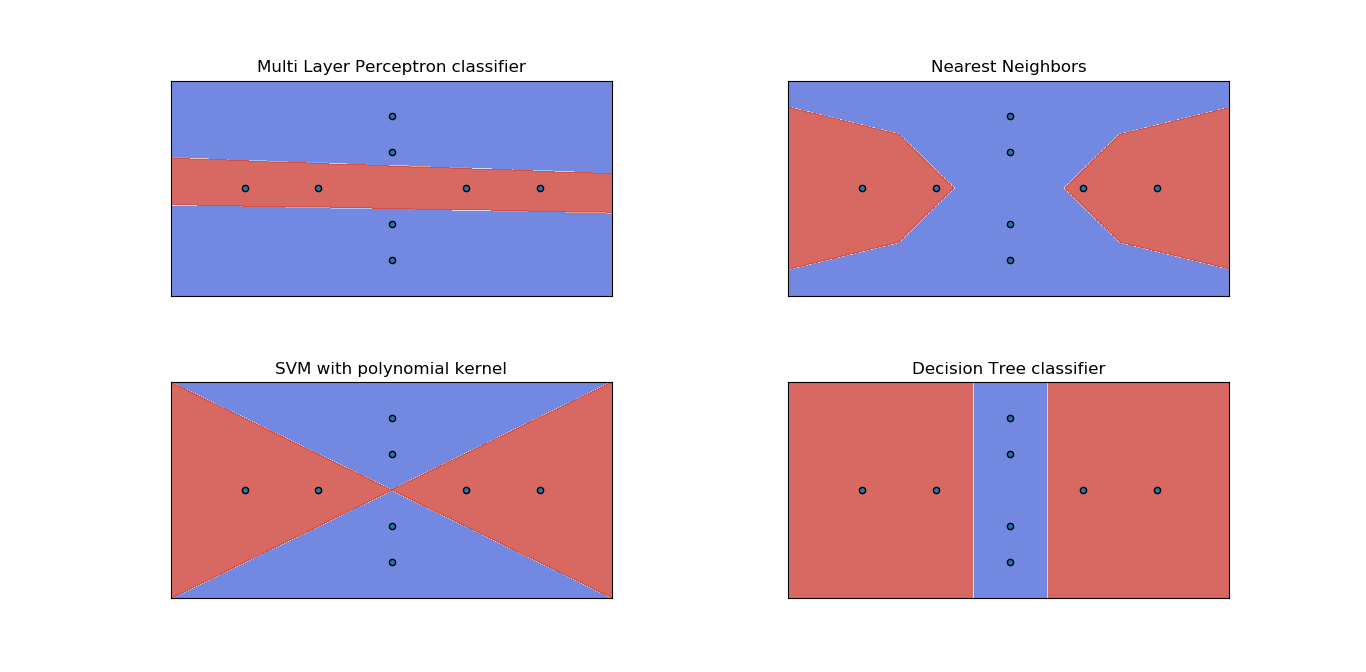 Multi Layer Perceptron classifier
Nearest Neighbors
SVM with polynomial kernel
Decision Tree classifier